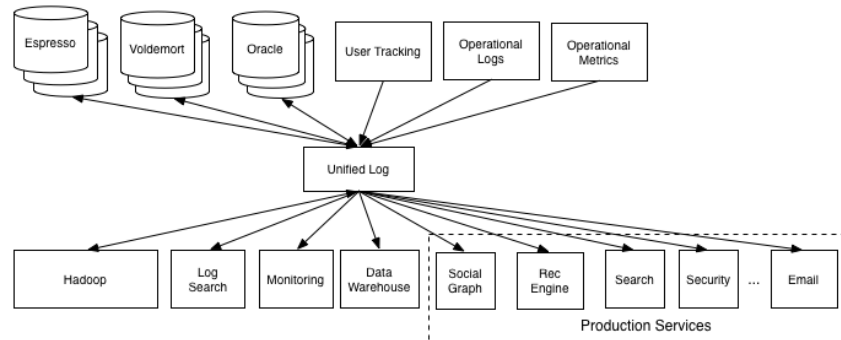 Espresso
Voldemort
Oracle
User Tracking
Operational
Logs
Operational
Metrics
Unified Log
Hadoop
Log
Search
Monitoring
Data
Warehouse
Social
Graph
Rec
Engine
Search
Security
...
Email
Production Services